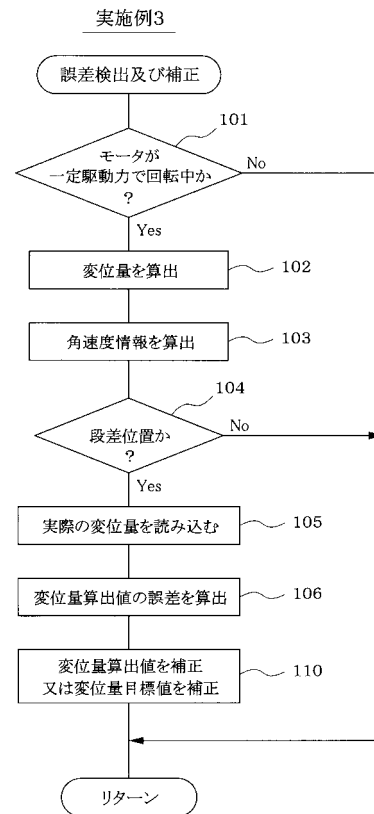 実施例3
誤差検出及び補正
101
モータが
一定駆動力で回転中か
?
No
Yes
変位量を算出
102
角速度情報を算出
103
104
段差位置か
?
No
Yes
実際の変位量を読み込む
105
変位量算出値の誤差を算出
106
変位量算出値を補正
又は変位量目標値を補正
110
リターン